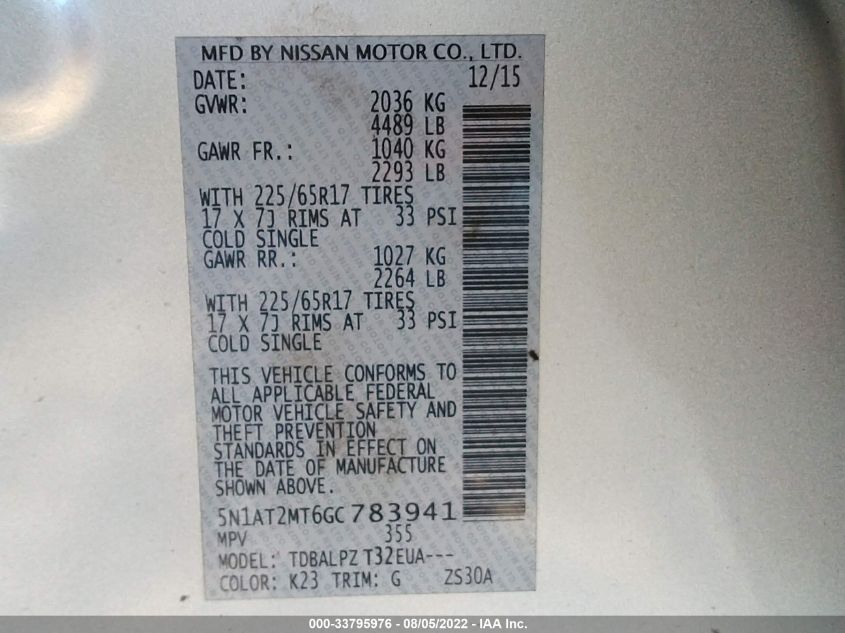 MFD BY NISSAN MOTOR CO., LTD.
DATE: 12/15
GVWR: 2036 KG
4489 LB
GAWR FR.: 1040 KG
2293 LB
WITH 225/65R17 TIRES
17 X 7J RIMS AT 33 PSI
COLD SINGLE
GAWR RR.: 1027 KG
2264 LB
WITH 225/65R17 TIRES
17 X 7J RIMS AT 33 PSI
COLD SINGLE
THIS VEHICLE CONFORMS TO
ALL APPLICABLE FEDERAL
MOTOR VEHICLE SAFETY AND
THEFT PREVENTION
STANDARDS IN EFFECT ON
THE DATE OF MANUFACTURE
SHOWN ABOVE.
5N1AT2MT6GC783941
MPV 355
MODEL: TDBALPZ T32EUA---
COLOR: K23 TRIM: G ZS30A
000-33795976 - 08/05/2022 - IAA Inc.